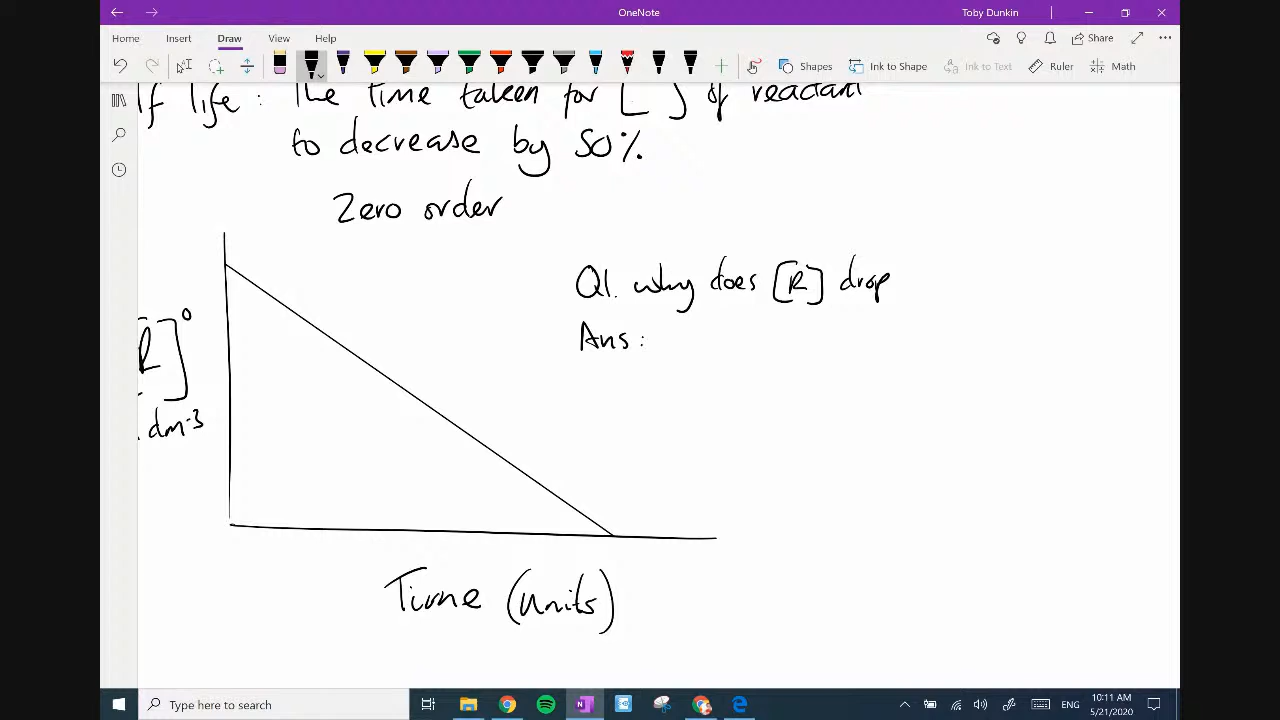 OneNote
Toby Dunkin
Home Insert Draw View Help
Share
Shapes
Ink to Shape
Ink to Text
Ruler
Math
lf life : The time taken for [ ] of reactant
to decrease by 50%.
Zero order
Q1. why does [R] drop
Ans :
R]⁰
. dm-3
Time (units)
Type here to search
ENG
10:11 AM
5/21/2020